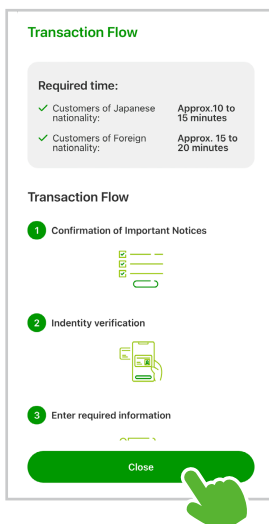 Transaction Flow
Required time:
Customers of Japanese nationality:
Approx.10 to 15 minutes
Customers of Foreign nationality:
Approx. 15 to 20 minutes
Transaction Flow
1 Confirmation of Important Notices
2 Indentity verification
3 Enter required information
Close